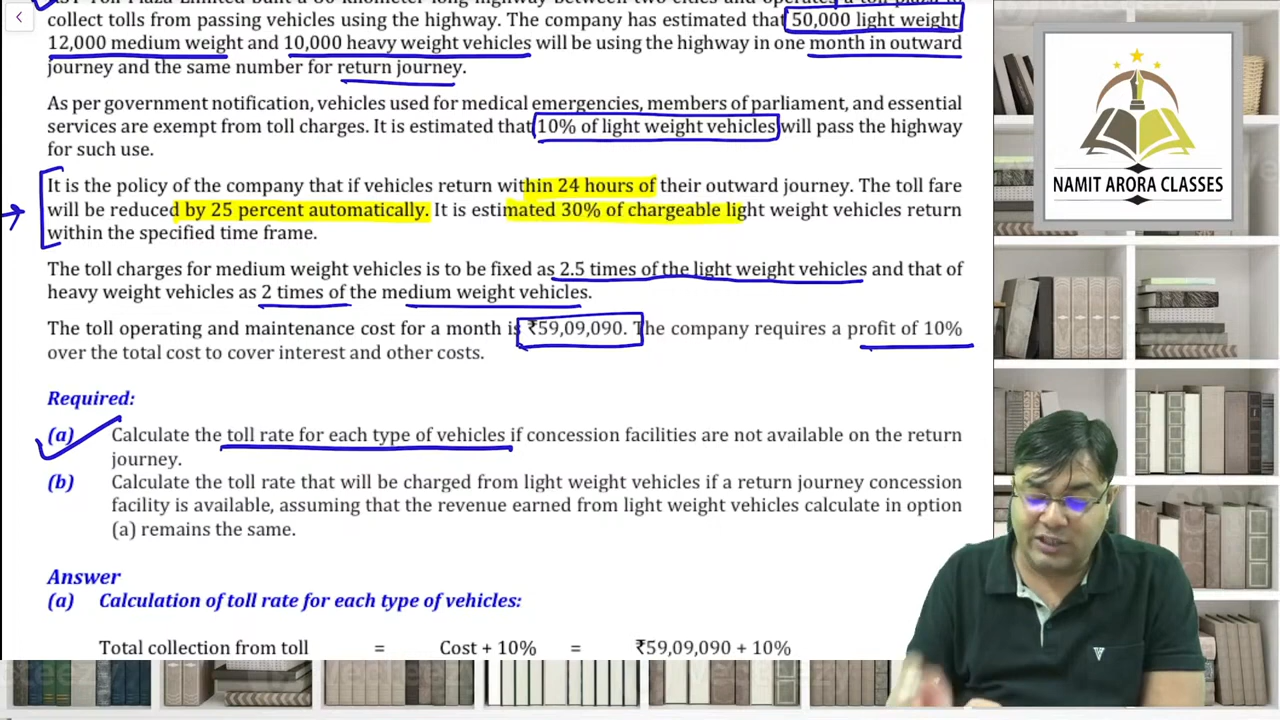 collect tolls from passing vehicles using the highway. The company has estimated that 50,000 light weight
12,000 medium weight and 10,000 heavy weight vehicles will be using the highway in one month in outward
journey and the same number for return journey.
As per government notification, vehicles used for medical emergencies, members of parliament, and essential
services are exempt from toll charges. It is estimated that 10% of light weight vehicles will pass the highway
for such use.
It is the policy of the company that if vehicles return within 24 hours of their outward journey. The toll fare
will be reduced by 25 percent automatically. It is estimated 30% of chargeable light weight vehicles return
within the specified time frame.
The toll charges for medium weight vehicles is to be fixed as 2.5 times of the light weight vehicles and that of
heavy weight vehicles as 2 times of the medium weight vehicles.
The toll operating and maintenance cost for a month is ₹59,09,090. The company requires a profit of 10%
over the total cost to cover interest and other costs.
Required:
(a) Calculate the toll rate for each type of vehicles if concession facilities are not available on the return
journey.
(b) Calculate the toll rate that will be charged from light weight vehicles if a return journey concession
facility is available, assuming that the revenue earned from light weight vehicles calculate in option
(a) remains the same.
Answer
(a) Calculation of toll rate for each type of vehicles:
Total collection from toll = Cost + 10% = ₹59,09,090 + 10%
NAMIT ARORA CLASSES